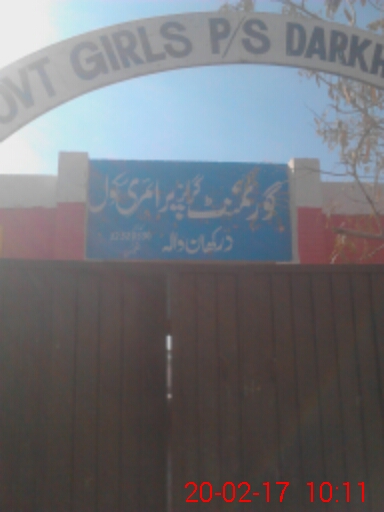 OVT GIRLS P/S DARKH
گورنمنٹ گرلز پرائمری سکول
درکھان والہ
20-02-17 10:11